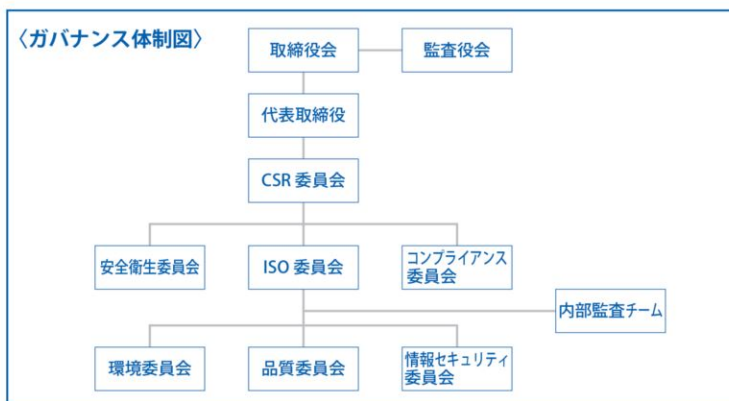 〈ガバナンス体制図〉
取締役会
監査役会
代表取締役
CSR 委員会
安全衛生委員会
ISO 委員会
コンプライアンス
委員会
内部監査チーム
環境委員会
品質委員会
情報セキュリティ
委員会